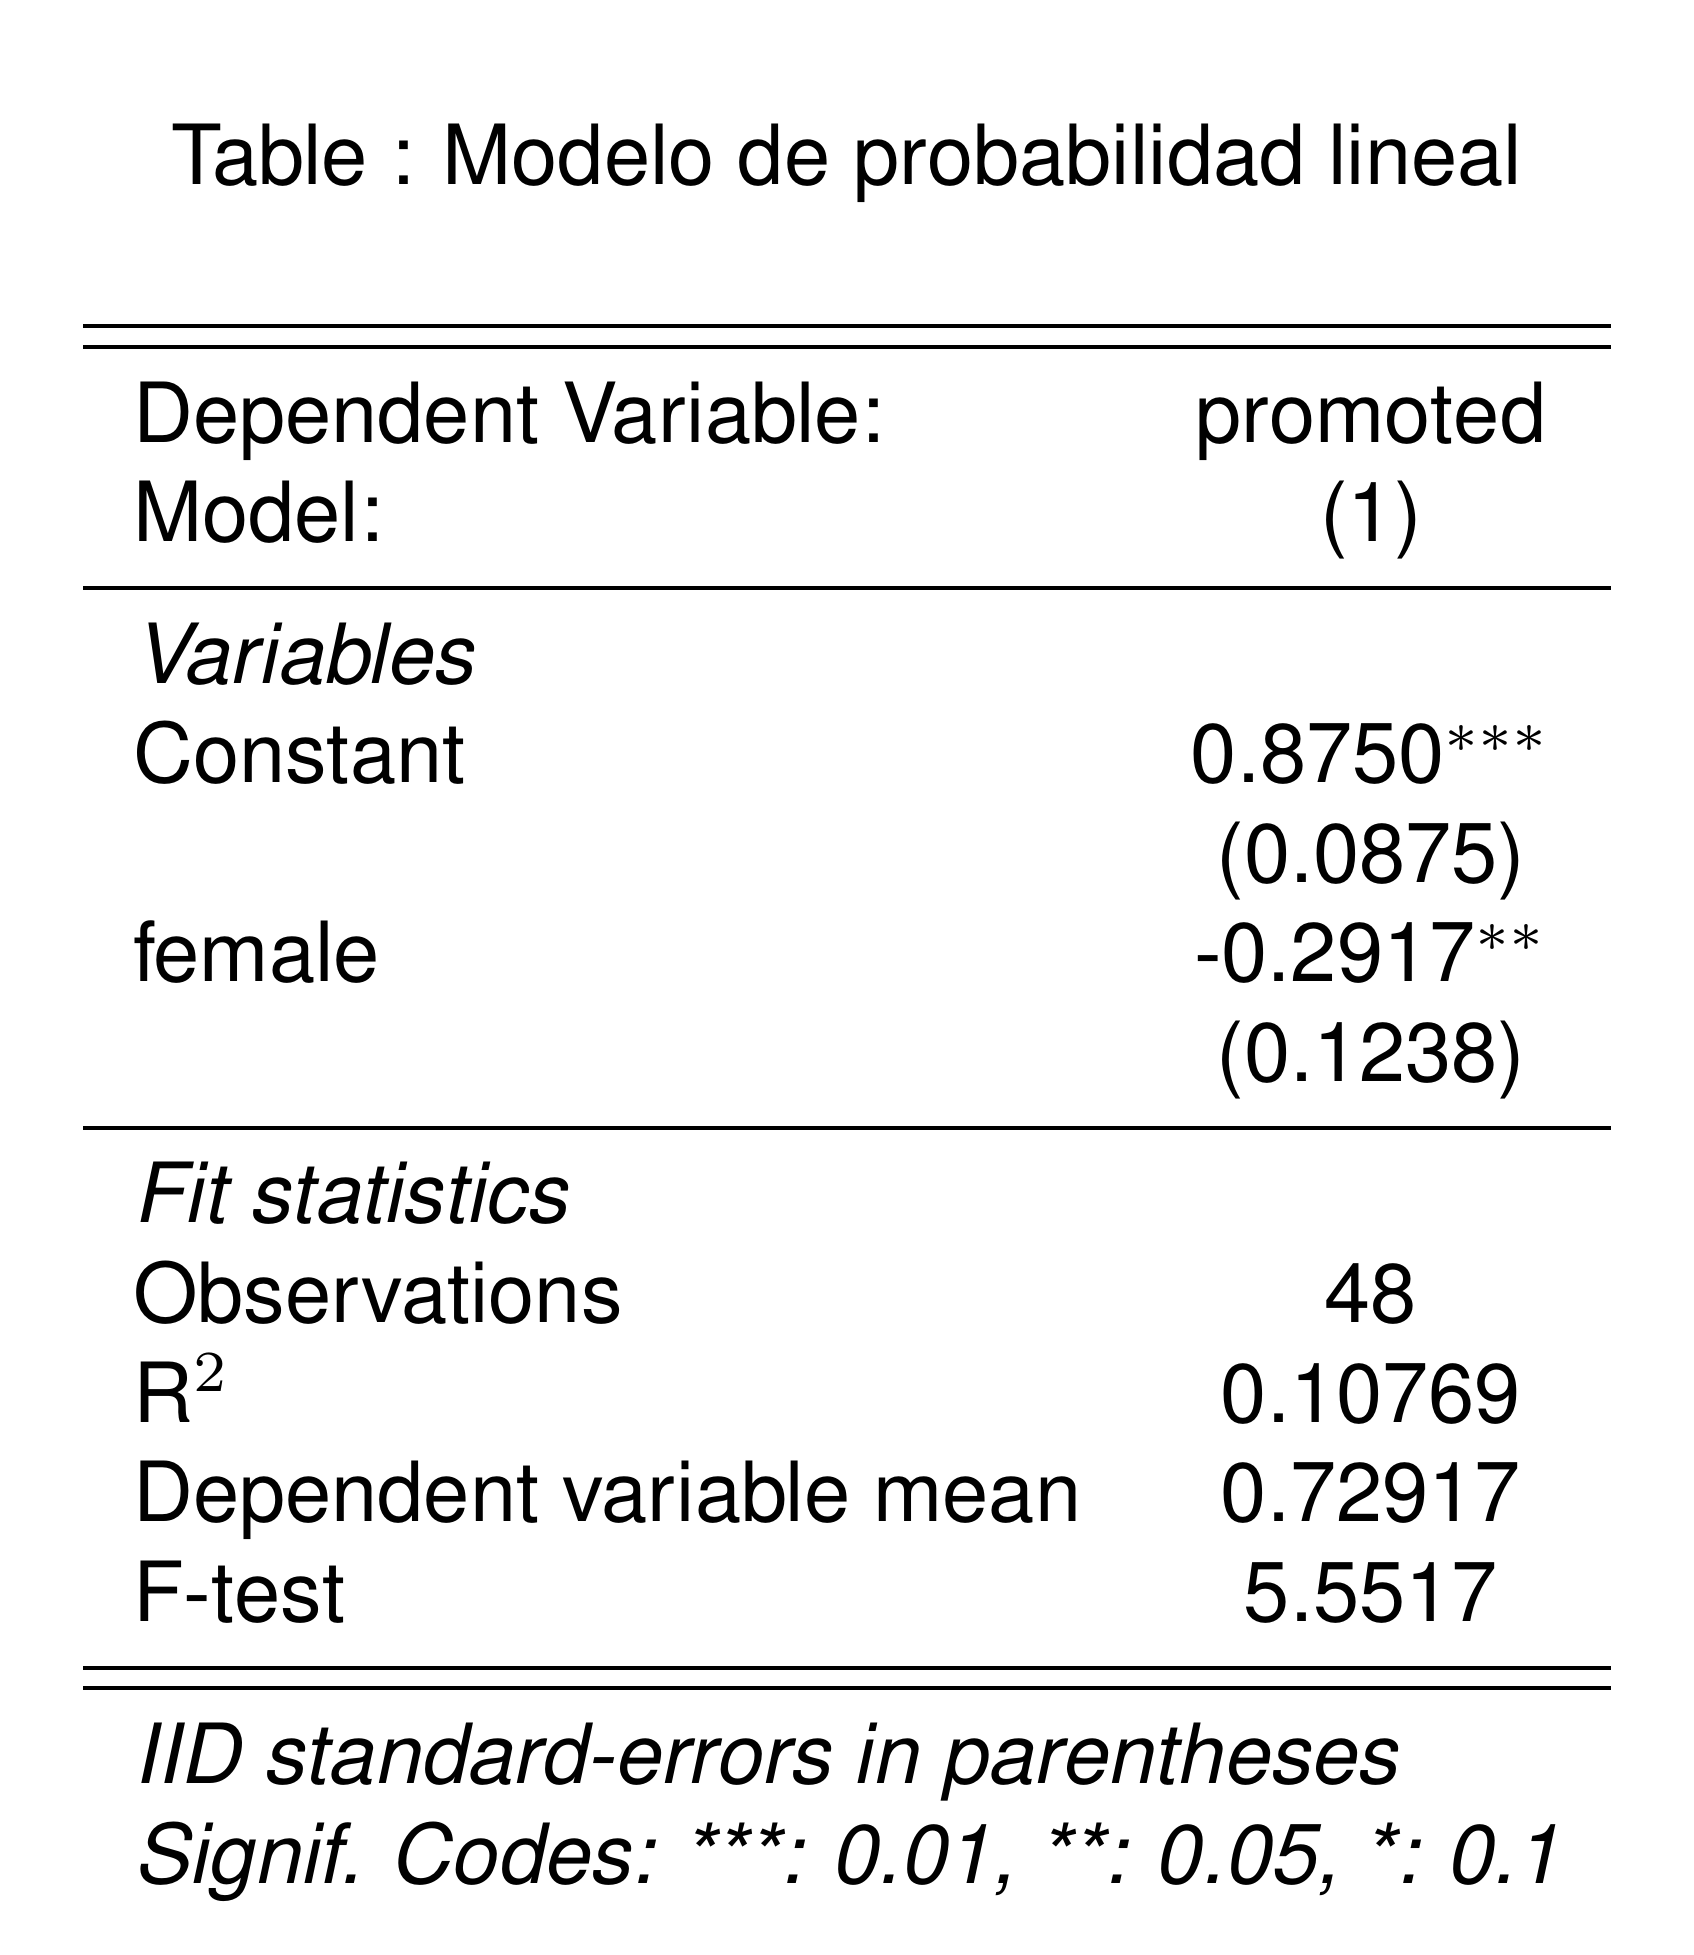 Table : Modelo de probabilidad lineal
Dependent Variable: promoted
Model: (1)
Variables
Constant 0.8750***
(0.0875)
female -0.2917**
(0.1238)
Fit statistics
Observations 48
R² 0.10769
Dependent variable mean 0.72917
F-test 5.5517
IID standard-errors in parentheses
Signif. Codes: ***: 0.01, **: 0.05, *: 0.1